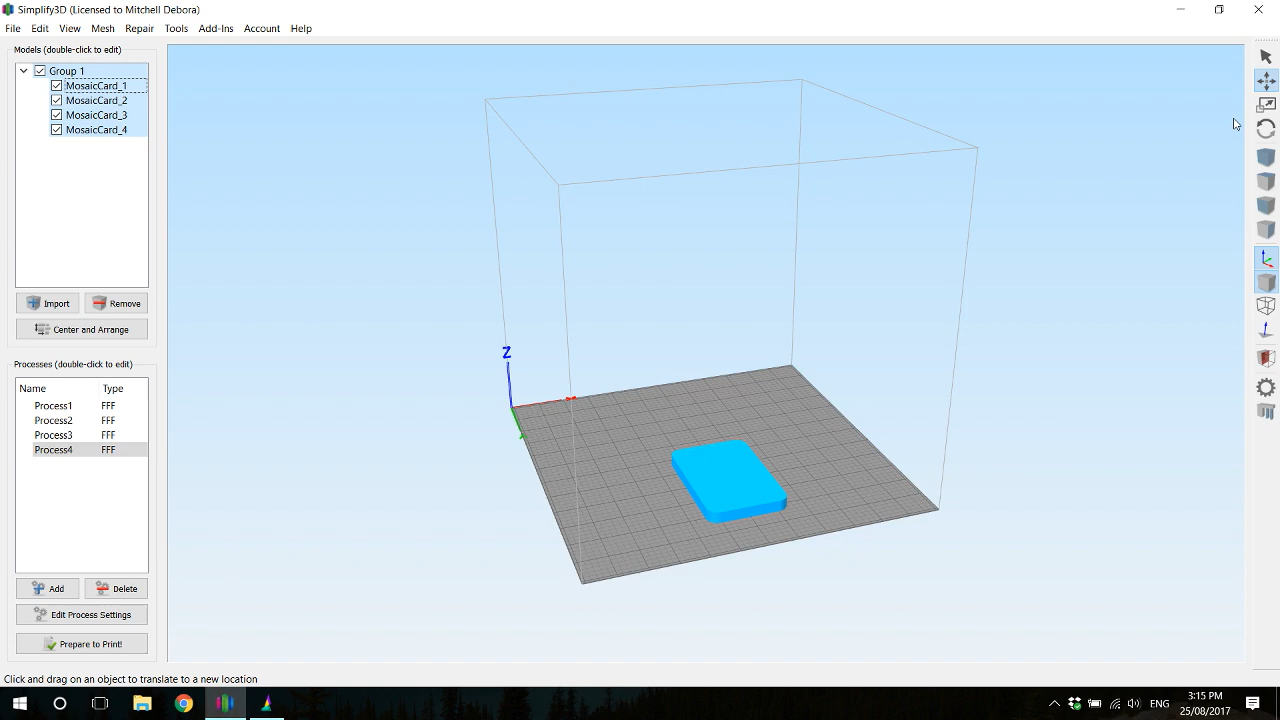 Simplify3D (Licensed to Mitchell Debora)
File Edit View Mesh Repair Tools Add-Ins Account Help
Models (double-click to edit)
Group 1
MosaicCard_1
MosaicCard_2
MosaicCard_3
MosaicCard_4
Import Remove
Center and Arrange
Processes (double-click to edit)
Name Type
Process1 FFF
Process2 FFF
Process3 FFF
Process4 FFF
Add Delete
Edit Process Settings
Prepare to Print!
Z
Click and drag on an object to translate to a new location
ENG
3:15 PM
25/08/2017